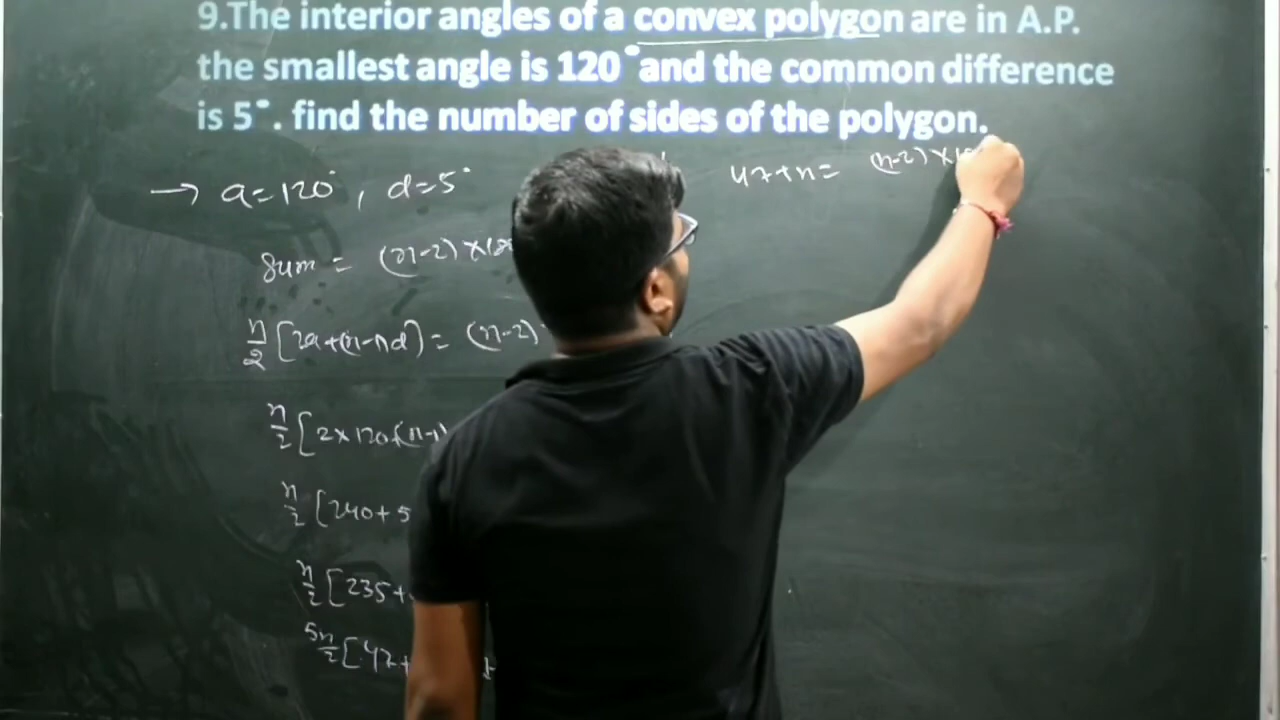 9.The interior angles of a convex polygon are in A.P.
the smallest angle is 120° and the common difference
is 5°. find the number of sides of the polygon.
→ a=120°, d=5°
47+n= (n-2)×
Sum = (n-2)×18
n/2 [2a+(n-1)d] = (n-2)
n/2 [2×120+(n-1)
n/2 [240+5
n/2 [235+
5n/2 [47+